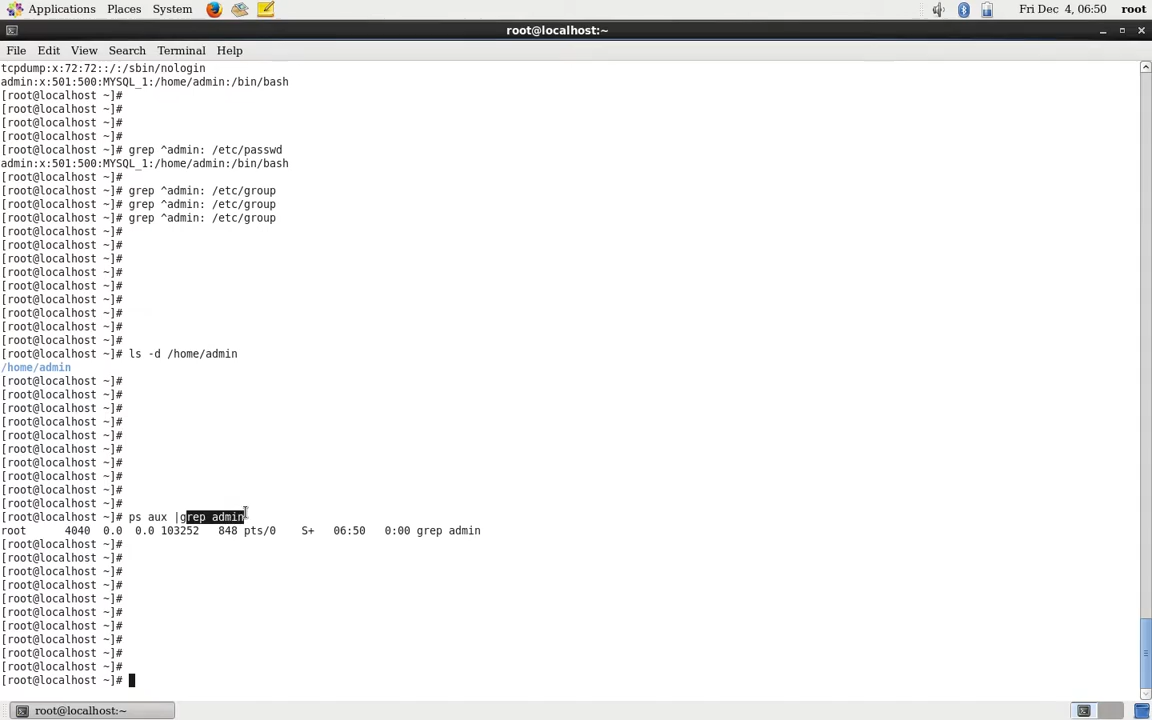 Applications Places System Fri Dec 4, 06:50 root
root@localhost:~
File Edit View Search Terminal Help
tcpdump:x:72:72::/:/sbin/nologin
admin:x:501:500:MYSQL_1:/home/admin:/bin/bash
[root@localhost ~]#
[root@localhost ~]#
[root@localhost ~]#
[root@localhost ~]#
[root@localhost ~]# grep ^admin: /etc/passwd
admin:x:501:500:MYSQL_1:/home/admin:/bin/bash
[root@localhost ~]#
[root@localhost ~]# grep ^admin: /etc/group
[root@localhost ~]# grep ^admin: /etc/group
[root@localhost ~]# grep ^admin: /etc/group
[root@localhost ~]#
[root@localhost ~]#
[root@localhost ~]#
[root@localhost ~]#
[root@localhost ~]#
[root@localhost ~]#
[root@localhost ~]#
[root@localhost ~]#
[root@localhost ~]#
[root@localhost ~]# ls -d /home/admin
/home/admin
[root@localhost ~]#
[root@localhost ~]#
[root@localhost ~]#
[root@localhost ~]#
[root@localhost ~]#
[root@localhost ~]#
[root@localhost ~]#
[root@localhost ~]#
[root@localhost ~]#
[root@localhost ~]#
[root@localhost ~]# ps aux |grep admin
root 4040 0.0 0.0 103252 848 pts/0 S+ 06:50 0:00 grep admin
[root@localhost ~]#
[root@localhost ~]#
[root@localhost ~]#
[root@localhost ~]#
[root@localhost ~]#
[root@localhost ~]#
[root@localhost ~]#
[root@localhost ~]#
[root@localhost ~]#
[root@localhost ~]#
[root@localhost ~]#
root@localhost:~